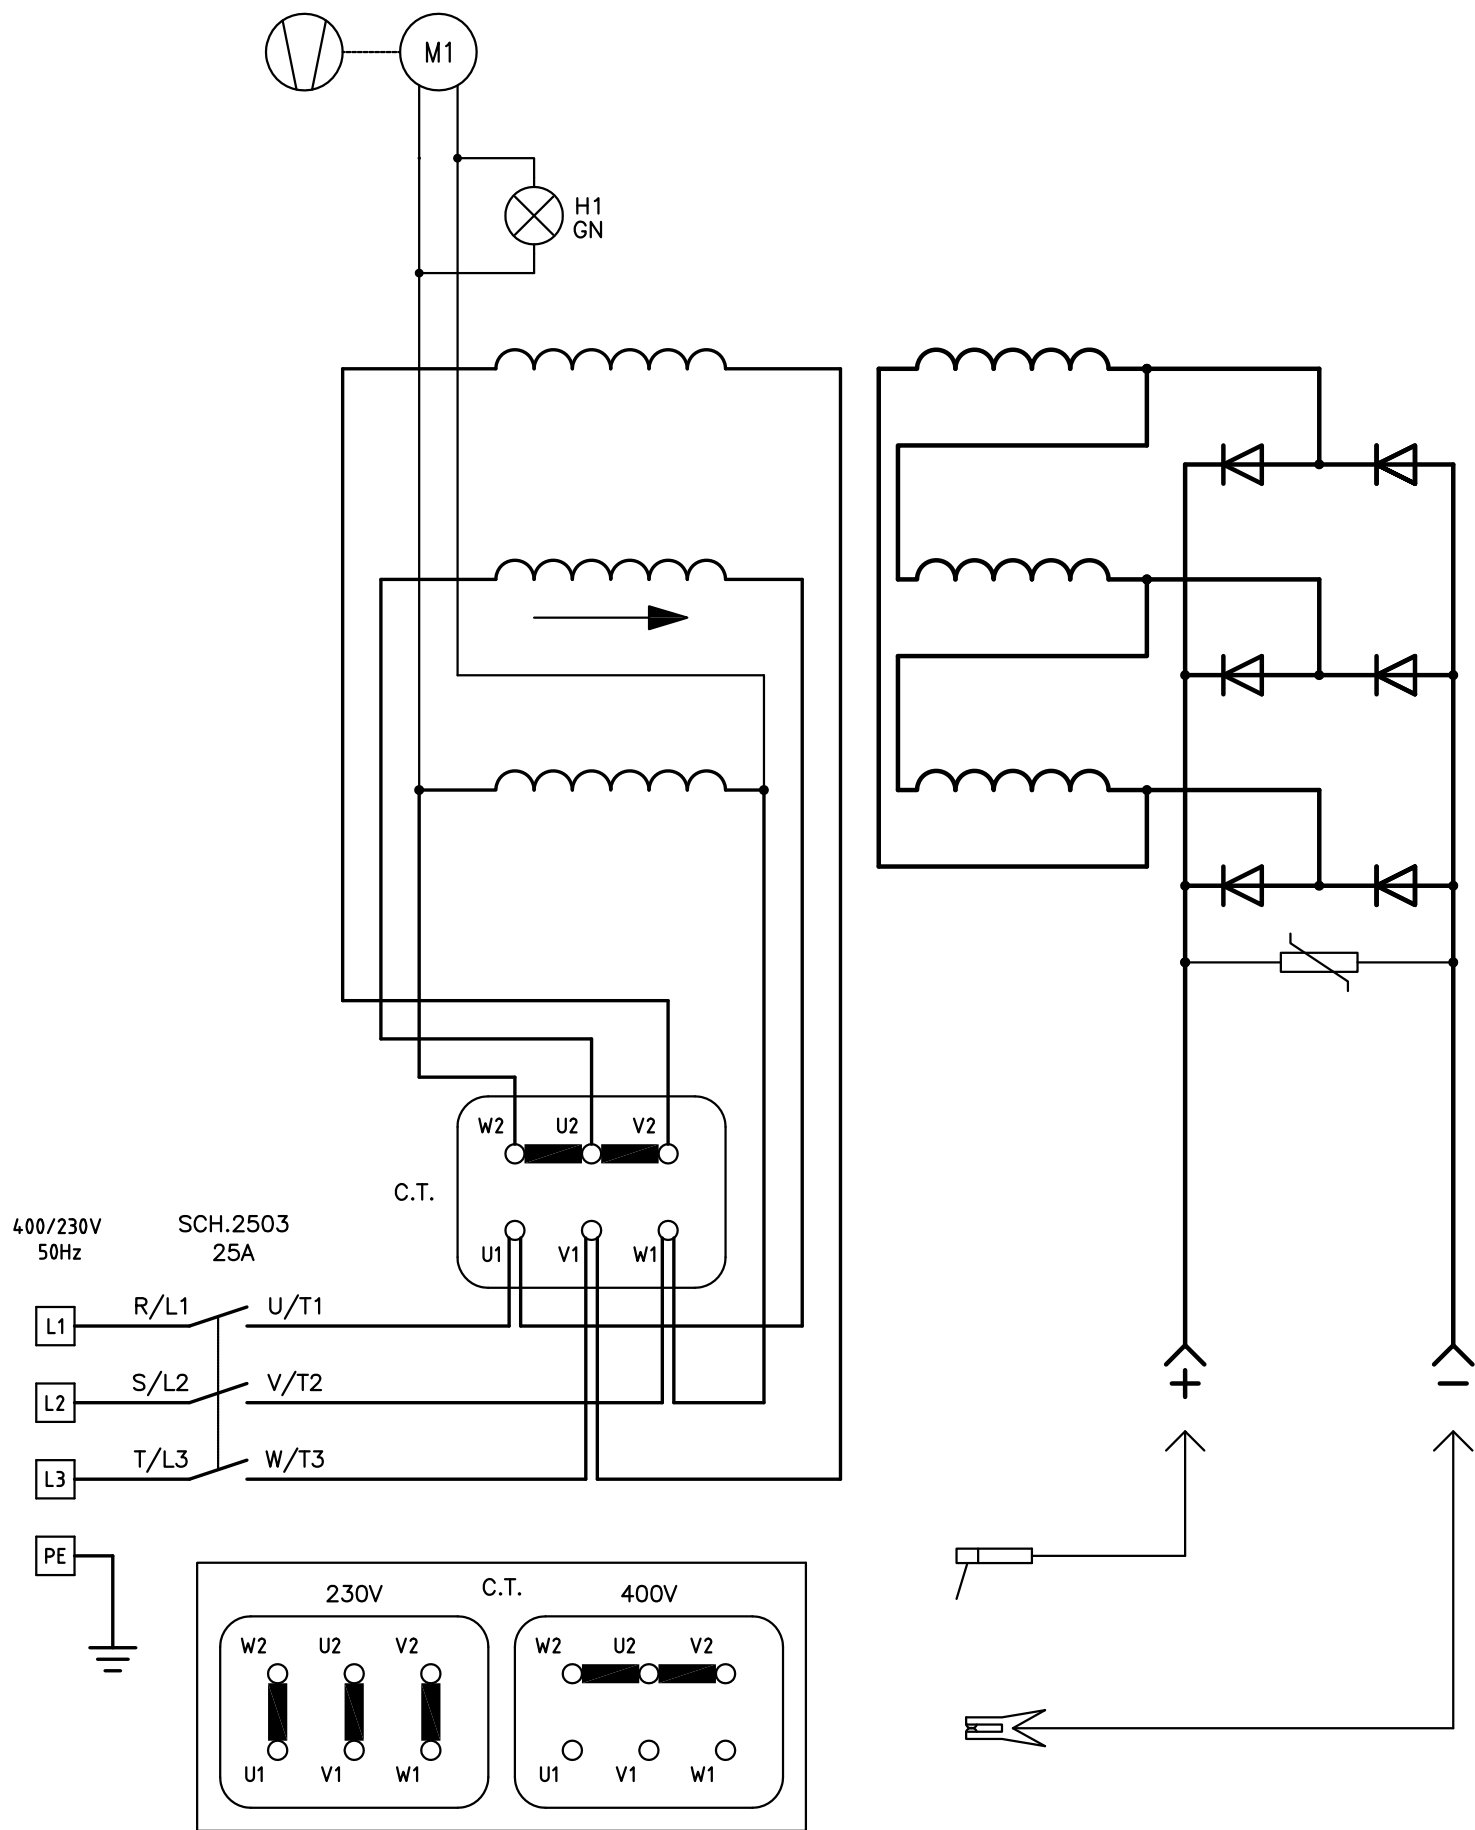 M1
H1
GN
W2 U2 V2
C.T.
U1 V1 W1
400/230V
50Hz
SCH.2503
25A
L1 R/L1 U/T1
L2 S/L2 V/T2
L3 T/L3 W/T3
PE
+ −
C.T.
230V 400V
W2 U2 V2 W2 U2 V2
U1 V1 W1 U1 V1 W1